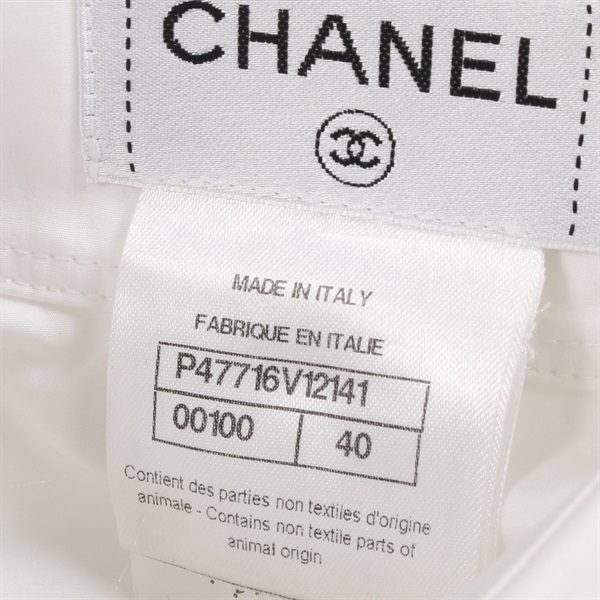 CHANEL
MADE IN ITALY
FABRIQUE EN ITALIE
P47716V12141
00100 40
Contient des parties non textiles d'origine
animale - Contains non textile parts of
animal origin